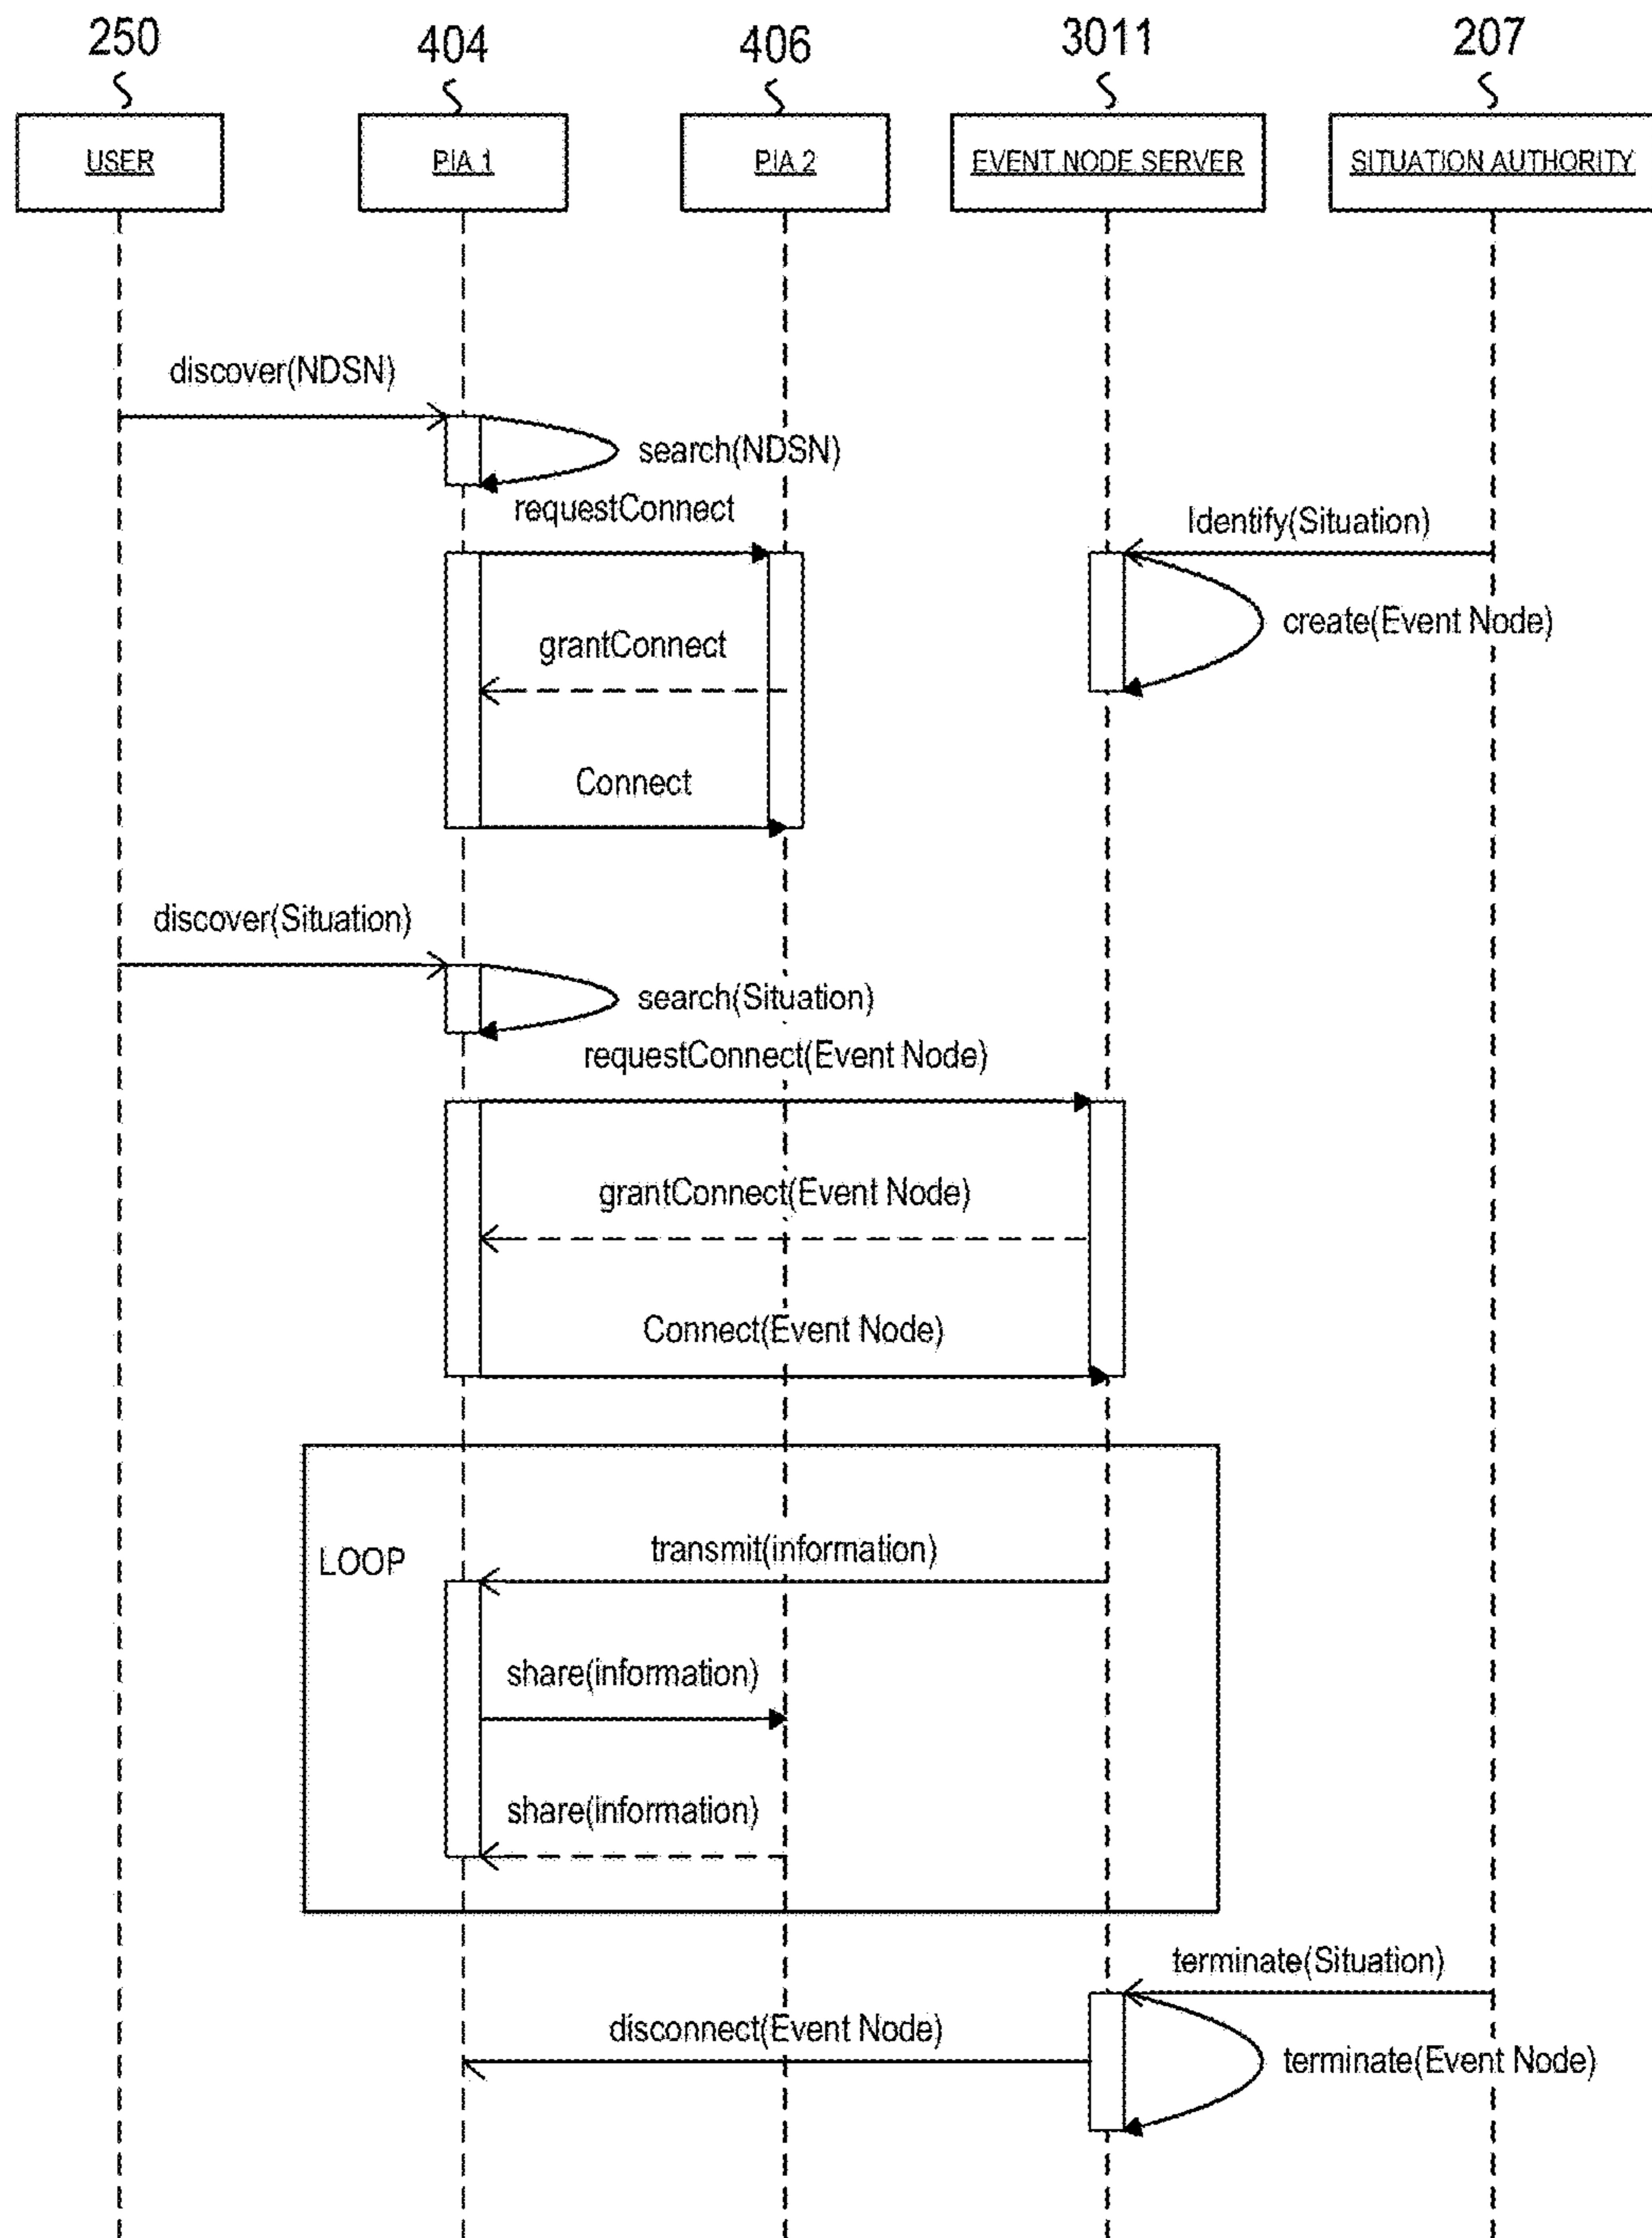 250
404
406
3011
207
USER
PIA 1
PIA 2
EVENT NODE SERVER
SITUATION AUTHORITY
discover(NDSN)
search(NDSN)
requestConnect
Identify(Situation)
create(Event Node)
grantConnect
Connect
discover(Situation)
search(Situation)
requestConnect(Event Node)
grantConnect(Event Node)
Connect(Event Node)
LOOP
transmit(information)
share(information)
share(information)
terminate(Situation)
disconnect(Event Node)
terminate(Event Node)